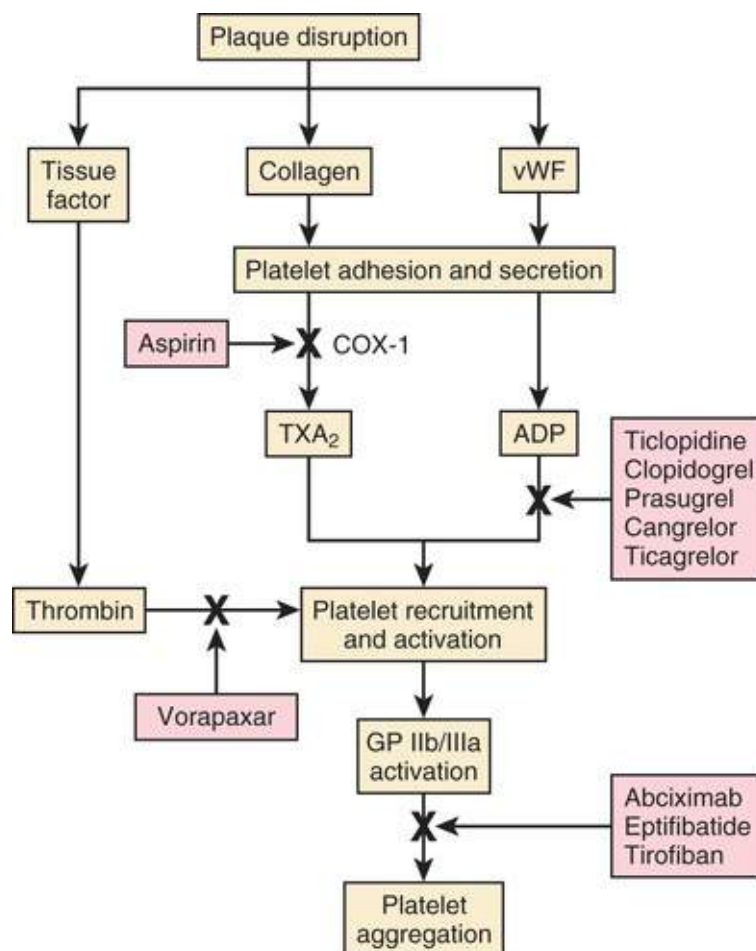 Plaque disruption
Tissue
factor
Collagen
vWF
Platelet adhesion and secretion
Aspirin
X
COX-1
TXA₂
ADP
Ticlopidine
Clopidogrel
Prasugrel
Cangrelor
Ticagrelor
X
Thrombin
X
Platelet recruitment
and activation
Vorapaxar
GP IIb/IIIa
activation
X
Abciximab
Eptifibatide
Tirofiban
Platelet
aggregation